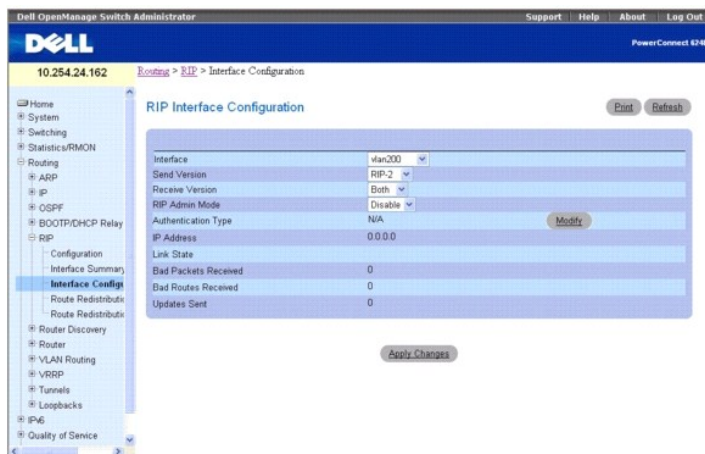 Dell OpenManage Switch Administrator
Support Help About Log Out
DELL
PowerConnect 6248
10.254.24.162
Routing > RIP > Interface Configuration
Home
System
Switching
Statistics/RMON
Routing
ARP
IP
OSPF
BOOTP/DHCP Relay
RIP
Configuration
Interface Summary
Interface Configu
Route Redistributio
Route Redistributio
Router Discovery
Router
VLAN Routing
VRRP
Tunnels
Loopbacks
IPv6
Quality of Service
RIP Interface Configuration
Print Refresh
Interface vlan200
Send Version RIP-2
Receive Version Both
RIP Admin Mode Disable
Authentication Type N/A Modify
IP Address 0.0.0.0
Link State
Bad Packets Received 0
Bad Routes Received 0
Updates Sent 0
Apply Changes